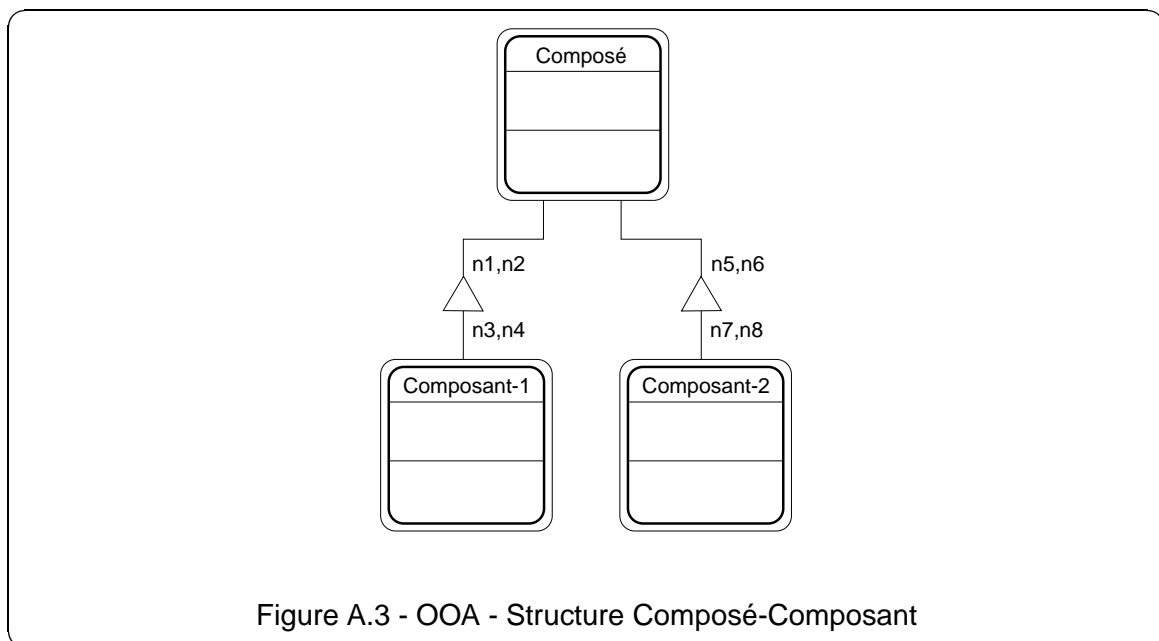 Composé
n1,n2
n5,n6
n3,n4
n7,n8
Composant-1
Composant-2
Figure A.3 - OOA - Structure Composé-Composant